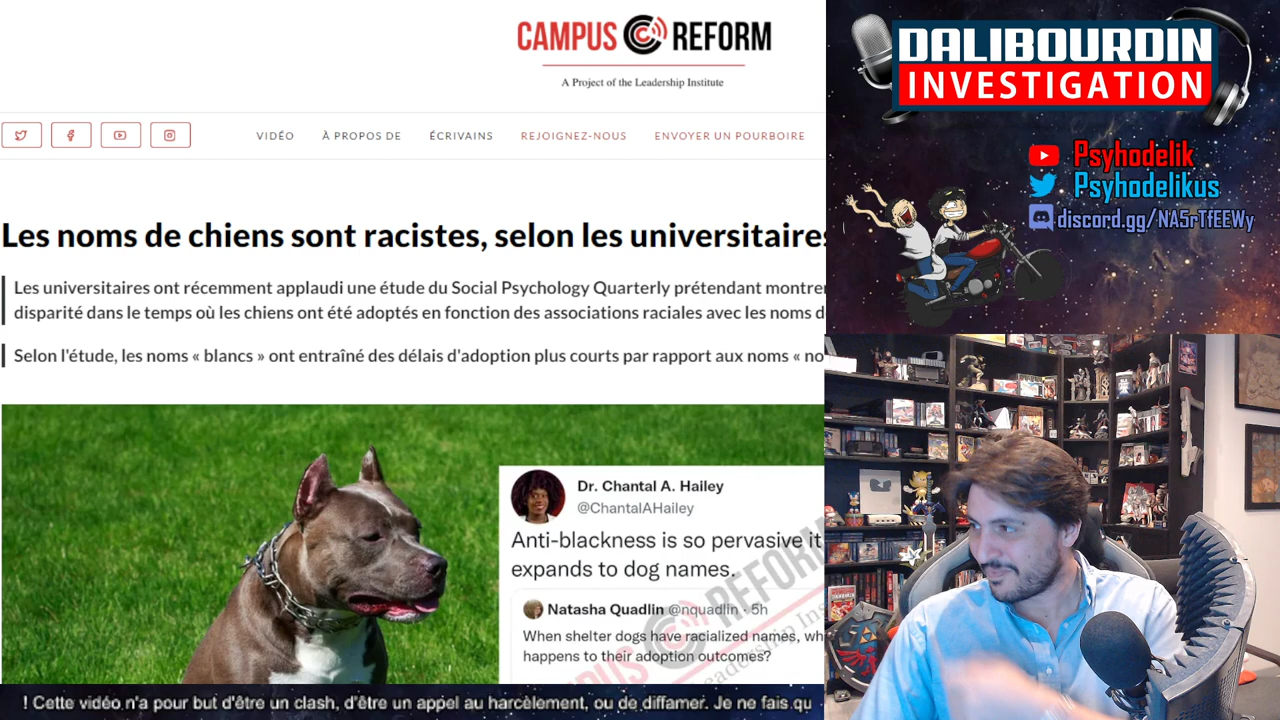 CAMPUS REFORM
A Project of the Leadership Institute
VIDÉO À PROPOS DE ÉCRIVAINS REJOIGNEZ-NOUS ENVOYER UN POURBOIRE
Les noms de chiens sont racistes, selon les universitaires
Les universitaires ont récemment applaudi une étude du Social Psychology Quarterly prétendant montrer
disparité dans le temps où les chiens ont été adoptés en fonction des associations raciales avec les noms d
Selon l'étude, les noms « blancs » ont entraîné des délais d'adoption plus courts par rapport aux noms « no
Dr. Chantal A. Hailey
@ChantalAHailey
Anti-blackness is so pervasive it
expands to dog names.
Natasha Quadlin @nquadlin · 5h
When shelter dogs have racialized names, wh
happens to their adoption outcomes?
CAMPUS REFORM
Leadership Ins
! Cette vidéo n'a pour but d'être un clash, d'être un appel au harcèlement, ou de diffamer. Je ne fais qu
DALIBOURDIN
INVESTIGATION
Psyhodelik
Psyhodelikus
discord.gg/NA5rTfEEWy